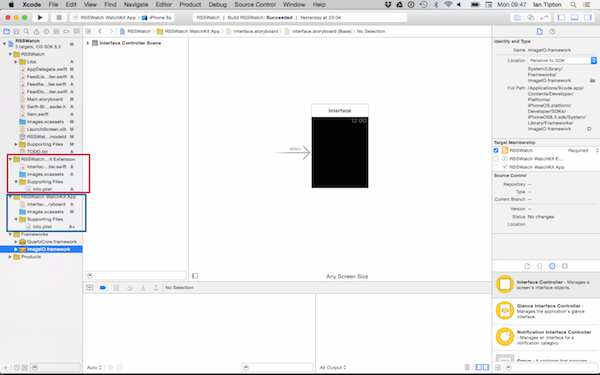 Xcode File Edit View Find Navigate Editor Product Debug Source Control Window Help
Mon 09:47 Ian Tipton
RSSWatch WatchKit App iPhone 5s
RSSWatch | Build RSSWatch: Succeeded | Yesterday at 23:04
RSSWatch
3 targets, iOS SDK 8.3
RSSWatch
Libs
AppDelegate.swift
FeedLis...ler.swift
FeedIte...ler.swift
FeedDo...ler.swift
Main.storyboard
Swift-Br...eader.h
Item.swift
Images.xcassets
LaunchScreen.xib
RSSWat...modeld
Supporting Files
TODO.txt
RSSWatch...it Extension
Interfac...ller.swift
Images.xcassets
Supporting Files
Info.plist
RSSWatch WatchKit App
Interfac...ryboard
Images.xcassets
Supporting Files
Info.plist
Frameworks
QuartzCore.framework
ImageIO.framework
Products
RSSWatch RSSWatch WatchKit App Interface.storyboard Interface.storyboard (Base) No Selection
Interface Controller Scene
Interface
12:00
Main
Any Screen Size
No Selection
Auto
All Output
Identity and Type
Name ImageIO.framework
Location Relative to SDK
System/Library/
Frameworks/
ImageIO.framework
Full Path /Applications/Xcode.app/
Contents/Developer/
Platforms/
iPhoneOS.platform/
Developer/SDKs/
iPhoneOS8.3.sdk/System/
Library/Frameworks/
ImageIO.framework
Target Membership
RSSWatch Required
RSSWatch WatchKit E...
RSSWatch WatchKit App
Source Control
Repository --
Type --
Current Branch --
Version --
Status No changes
Location
Interface Controller - Manages a
screen's interface objects.
Glance Interface Controller -
Manages the application's glance
interface.
Notification Interface Controller
- Manages an interface for a
notification category.